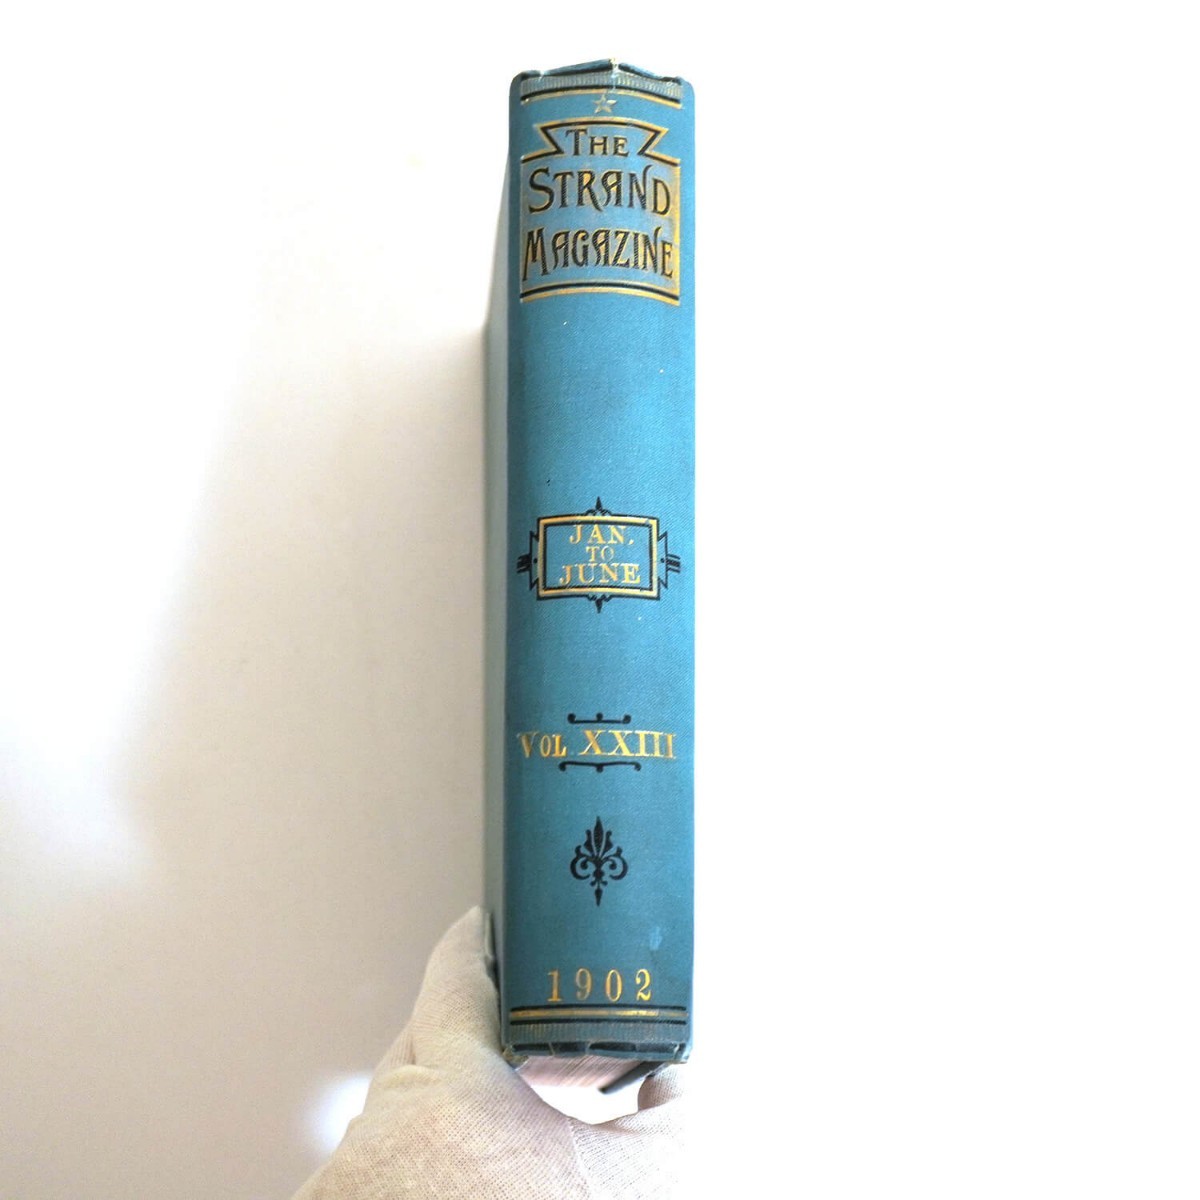 THE
STRAND
MAGAZINE
JAN.
TO
JUNE
VOL XXIII
1902